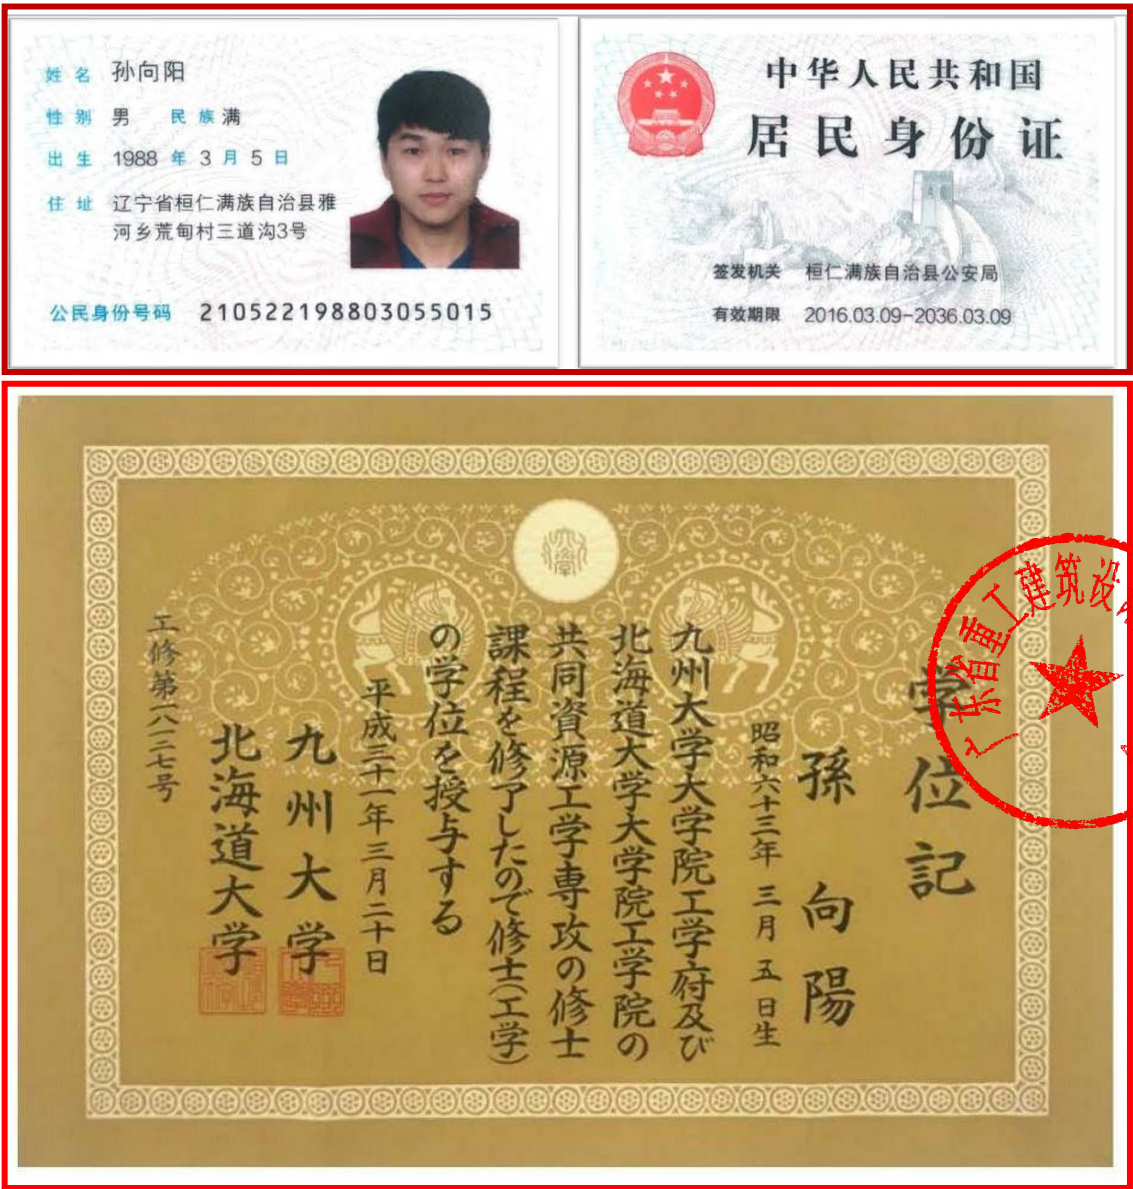 姓名 孙向阳
性别 男 民族 满
出生 1988 年 3 月 5 日
住址 辽宁省桓仁满族自治县雅
河乡荒甸村三道沟3号
公民身份号码 210522198803055015
中华人民共和国
居民身份证
签发机关 桓仁满族自治县公安局
有效期限 2016.03.09-2036.03.09
学位記
孫向陽
昭和六十三年三月五日生
九州大学大学院工学府及び
北海道大学大学院工学院の
共同資源工学専攻の修士
課程を修了したので修士(工学)
の学位を授与する
平成三十一年三月二十日
九州大学
北海道大学
工修第六八一二七号
广东省重工建筑设